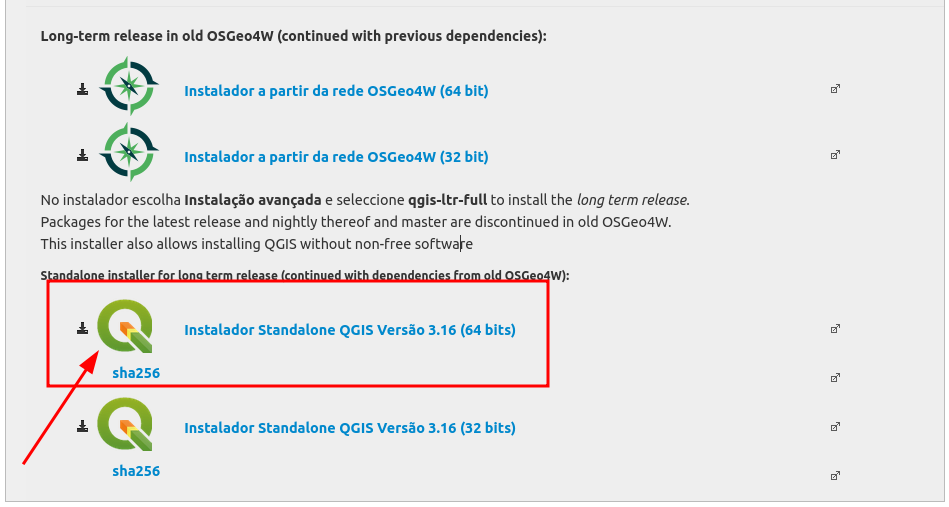 Long-term release in old OSGeo4W (continued with previous dependencies):
Instalador a partir da rede OSGeo4W (64 bit)
Instalador a partir da rede OSGeo4W (32 bit)
No instalador escolha Instalação avançada e seleccione qgis-ltr-full to install the long term release.
Packages for the latest release and nightly thereof and master are discontinued in old OSGeo4W.
This installer also allows installing QGIS without non-free software
Standalone installer for long term release (continued with dependencies from old OSGeo4W):
Instalador Standalone QGIS Versão 3.16 (64 bits)
sha256
Instalador Standalone QGIS Versão 3.16 (32 bits)
sha256